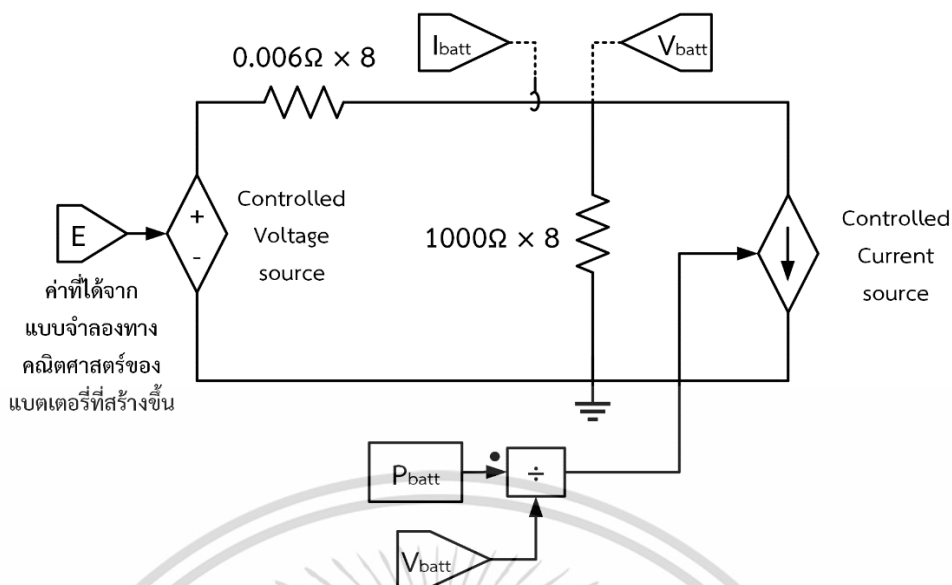 0.006Ω × 8
Ibatt
Vbatt
E
+
-
Controlled
Voltage
source
1000Ω × 8
Controlled
Current
source
ค่าที่ได้จาก
แบบจำลองทาง
คณิตศาสตร์ของ
แบตเตอรี่ที่สร้างขึ้น
Pbatt
÷
Vbatt